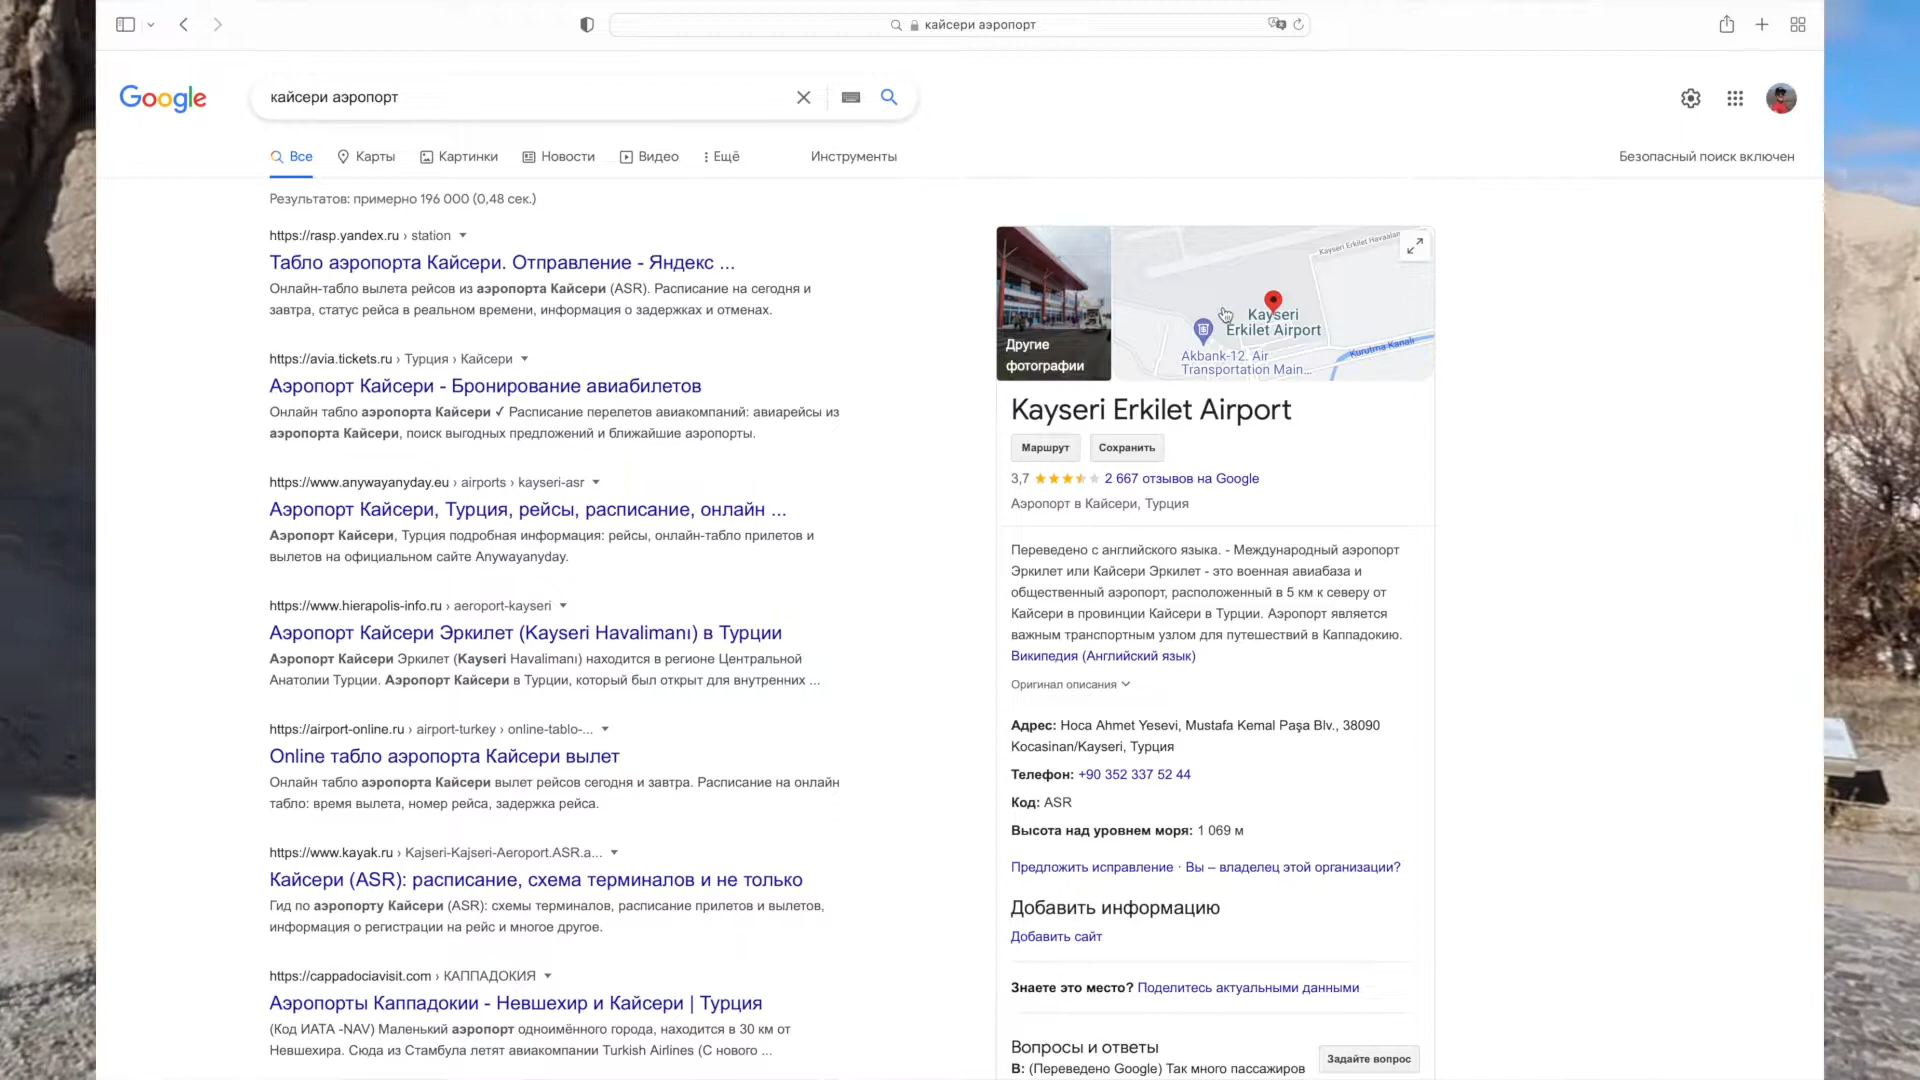 кайсери аэропорт
Google
кайсери аэропорт
Все Карты Картинки Новости Видео Ещё Инструменты Безопасный поиск включен
Результатов: примерно 196 000 (0,48 сек.)
https://rasp.yandex.ru › station
Табло аэропорта Кайсери. Отправление - Яндекс ...
Онлайн-табло вылета рейсов из аэропорта Кайсери (ASR). Расписание на сегодня и
завтра, статус рейса в реальном времени, информация о задержках и отменах.
https://avia.tickets.ru › Турция › Кайсери
Аэропорт Кайсери - Бронирование авиабилетов
Онлайн табло аэропорта Кайсери ✓ Расписание перелетов авиакомпаний: авиарейсы из
аэропорта Кайсери, поиск выгодных предложений и ближайшие аэропорты.
https://www.anywayanyday.eu › airports › kayseri-asr
Аэропорт Кайсери, Турция, рейсы, расписание, онлайн ...
Аэропорт Кайсери, Турция подробная информация: рейсы, онлайн-табло прилетов и
вылетов на официальном сайте Anywayanyday.
https://www.hierapolis-info.ru › aeroport-kayseri
Аэропорт Кайсери Эркилет (Kayseri Havalimanı) в Турции
Аэропорт Кайсери Эркилет (Kayseri Havalimanı) находится в регионе Центральной
Анатолии Турции. Аэропорт Кайсери в Турции, который был открыт для внутренних ...
https://airport-online.ru › airport-turkey › online-tablo-...
Online табло аэропорта Кайсери вылет
Онлайн табло аэропорта Кайсери вылет рейсов сегодня и завтра. Расписание на онлайн
табло: время вылета, номер рейса, задержка рейса.
https://www.kayak.ru › Kajseri-Kajseri-Aeroport.ASR.a...
Кайсери (ASR): расписание, схема терминалов и не только
Гид по аэропорту Кайсери (ASR): схемы терминалов, расписание прилетов и вылетов,
информация о регистрации на рейс и многое другое.
https://cappadociavisit.com › КАППАДОКИЯ
Аэропорты Каппадокии - Невшехир и Кайсери | Турция
(Код ИАТА -NAV) Маленький аэропорт одноимённого города, находится в 30 км от
Невшехира. Сюда из Стамбула летят авиакомпании Turkish Airlines (С нового ...
Другие
фотографии
Kayseri Erkilet Havaalan
Kayseri
Erkilet Airport
Akbank-12. Air
Transportation Main...
Kurutma Kanalı
Kayseri Erkilet Airport
Маршрут Сохранить
3,7 2 667 отзывов на Google
Аэропорт в Кайсери, Турция
Переведено с английского языка. - Международный аэропорт
Эркилет или Кайсери Эркилет - это военная авиабаза и
общественный аэропорт, расположенный в 5 км к северу от
Кайсери в провинции Кайсери в Турции. Аэропорт является
важным транспортным узлом для путешествий в Каппадокию.
Википедия (Английский язык)
Оригинал описания
Адрес: Hoca Ahmet Yesevi, Mustafa Kemal Paşa Blv., 38090
Kocasinan/Kayseri, Турция
Телефон: +90 352 337 52 44
Код: ASR
Высота над уровнем моря: 1 069 м
Предложить исправление · Вы – владелец этой организации?
Добавить информацию
Добавить сайт
Знаете это место? Поделитесь актуальными данными
Вопросы и ответы
Задайте вопрос
В: (Переведено Google) Так много пассажиров